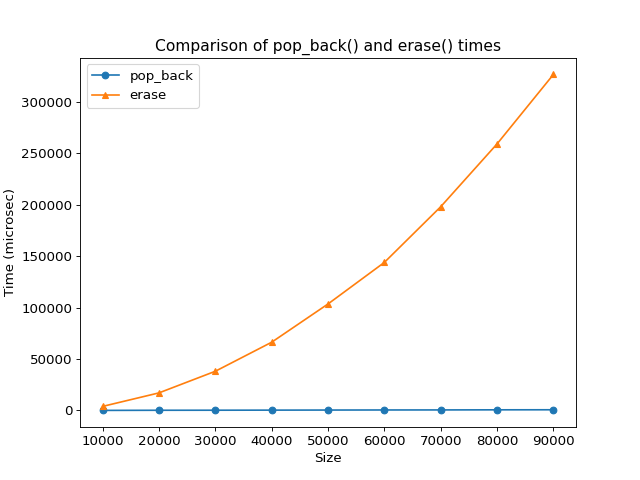 Comparison of pop_back() and erase() times
pop_back
erase
Time (microsec)
300000
250000
200000
150000
100000
50000
0
10000 20000 30000 40000 50000 60000 70000 80000 90000
Size